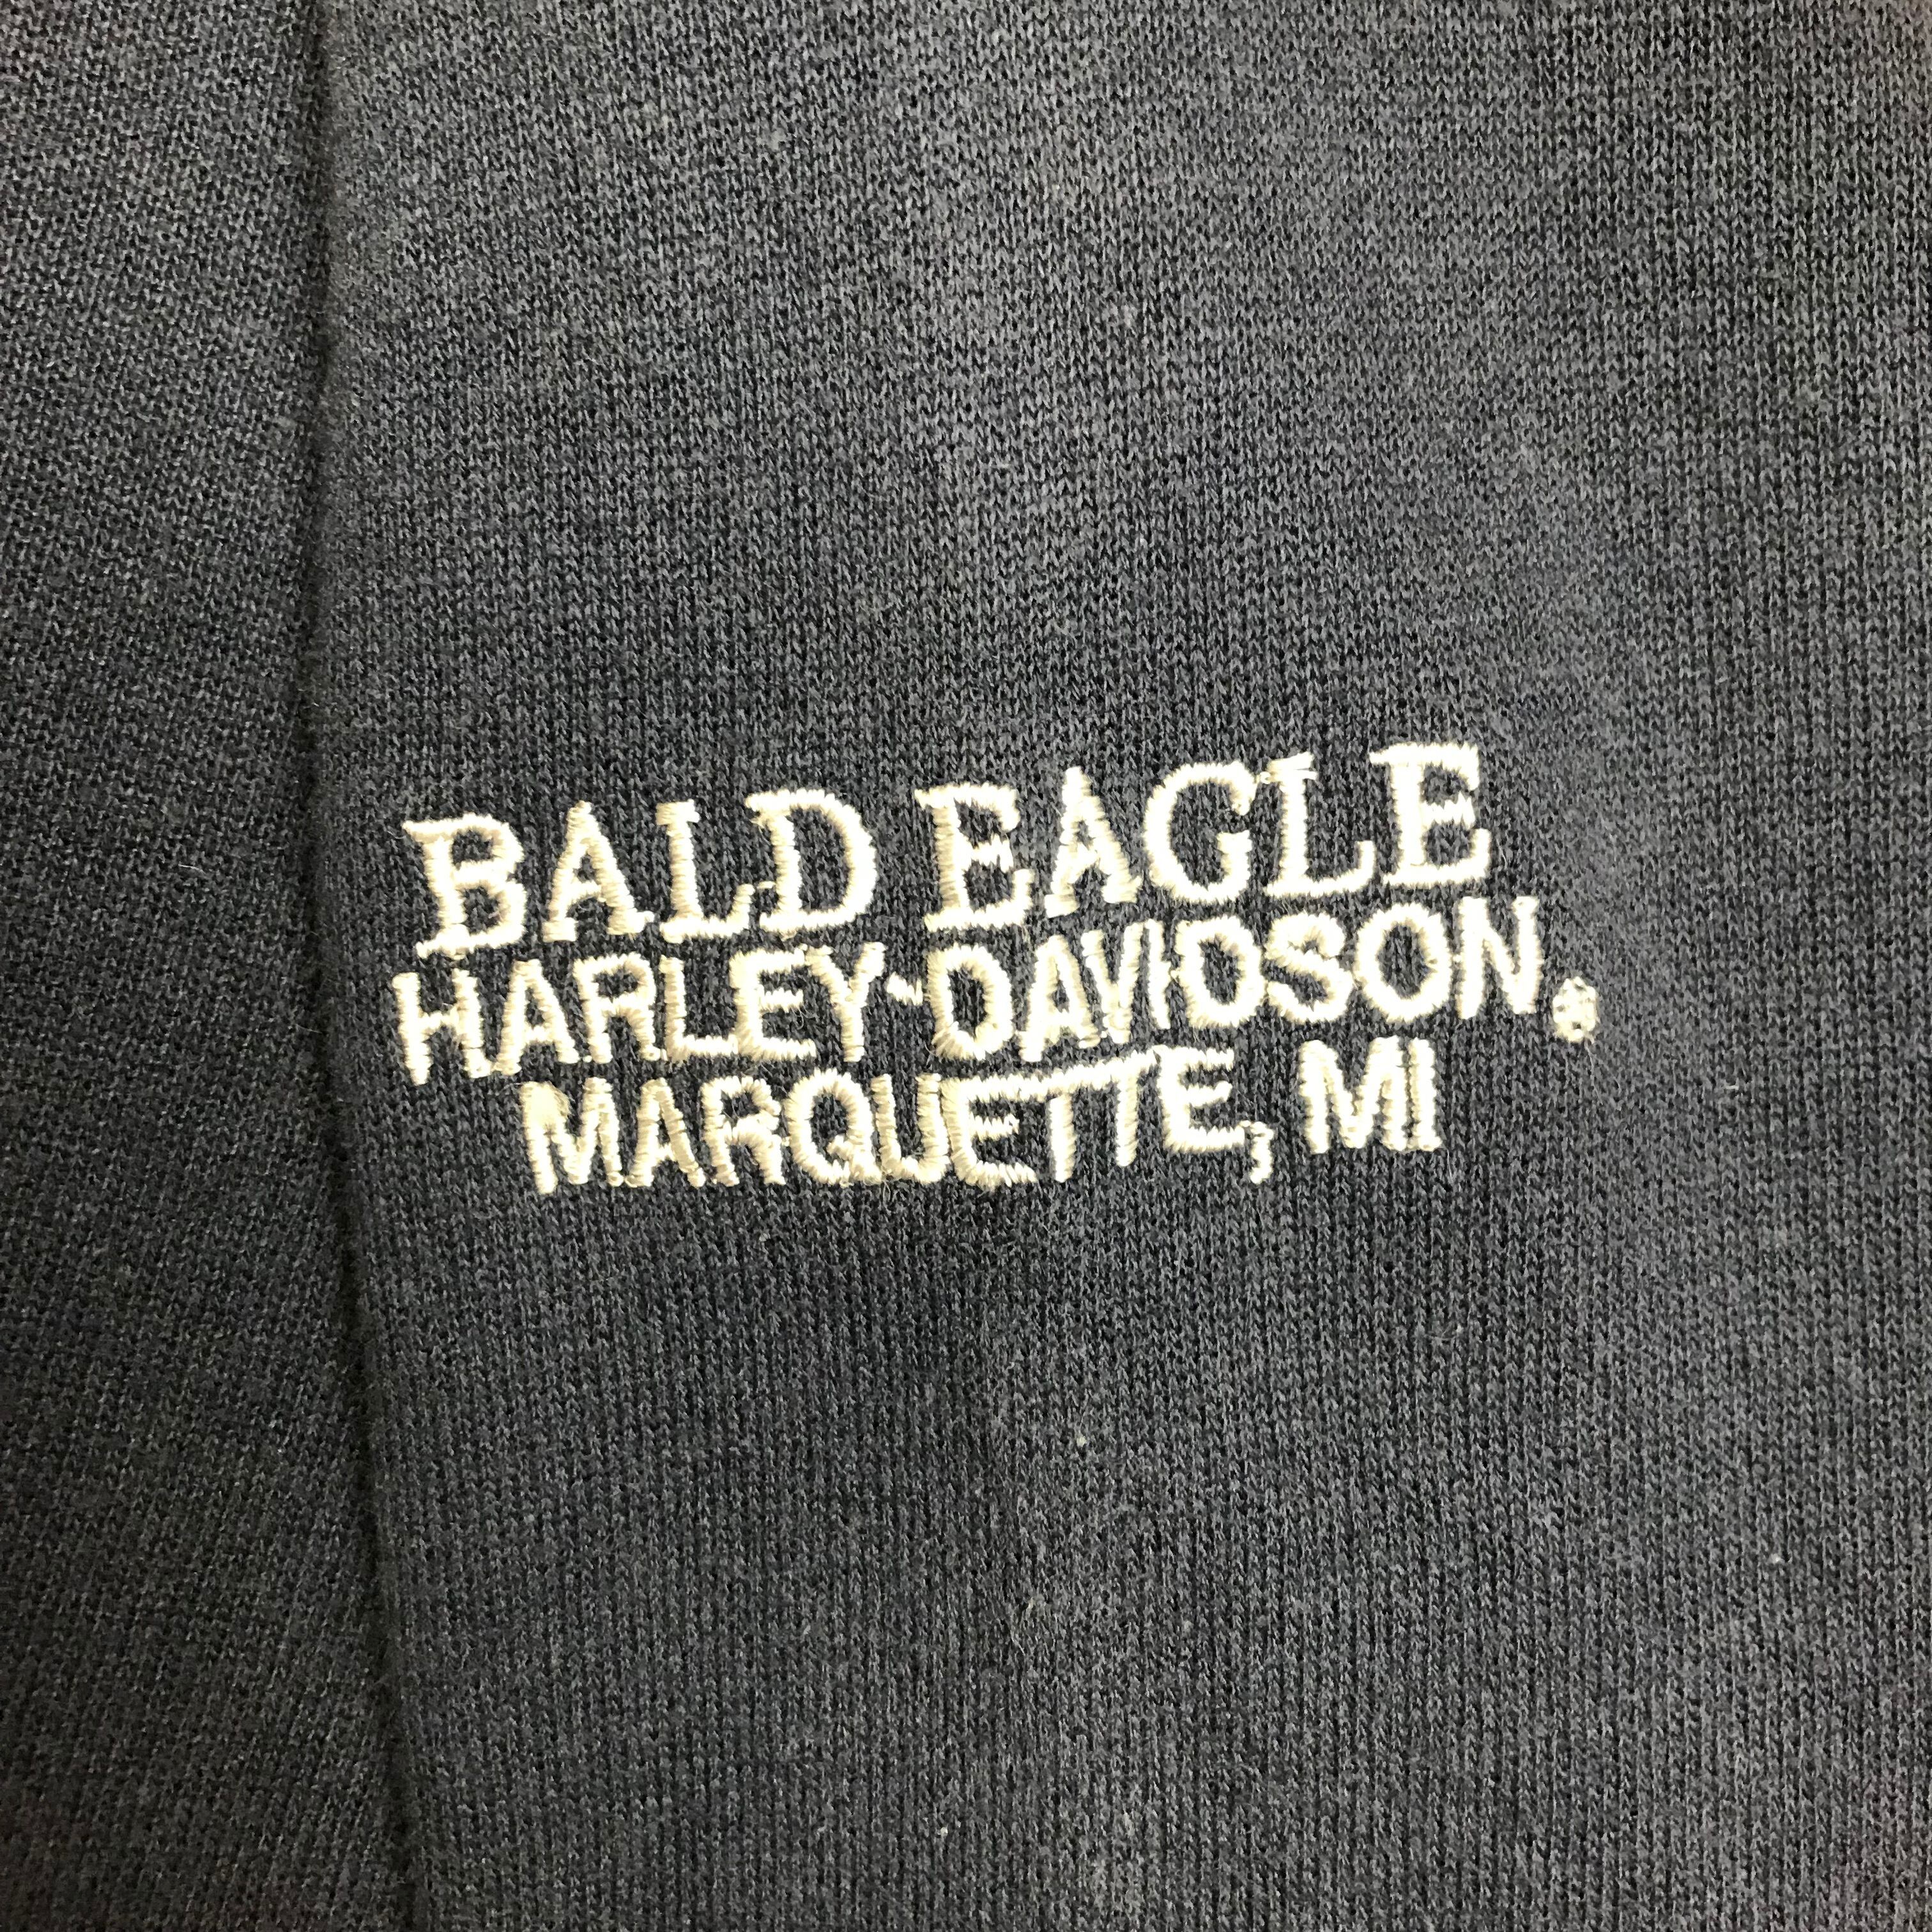 BALD EAGLE
HARLEY-DAVIDSON®
MARQUETTE, MI